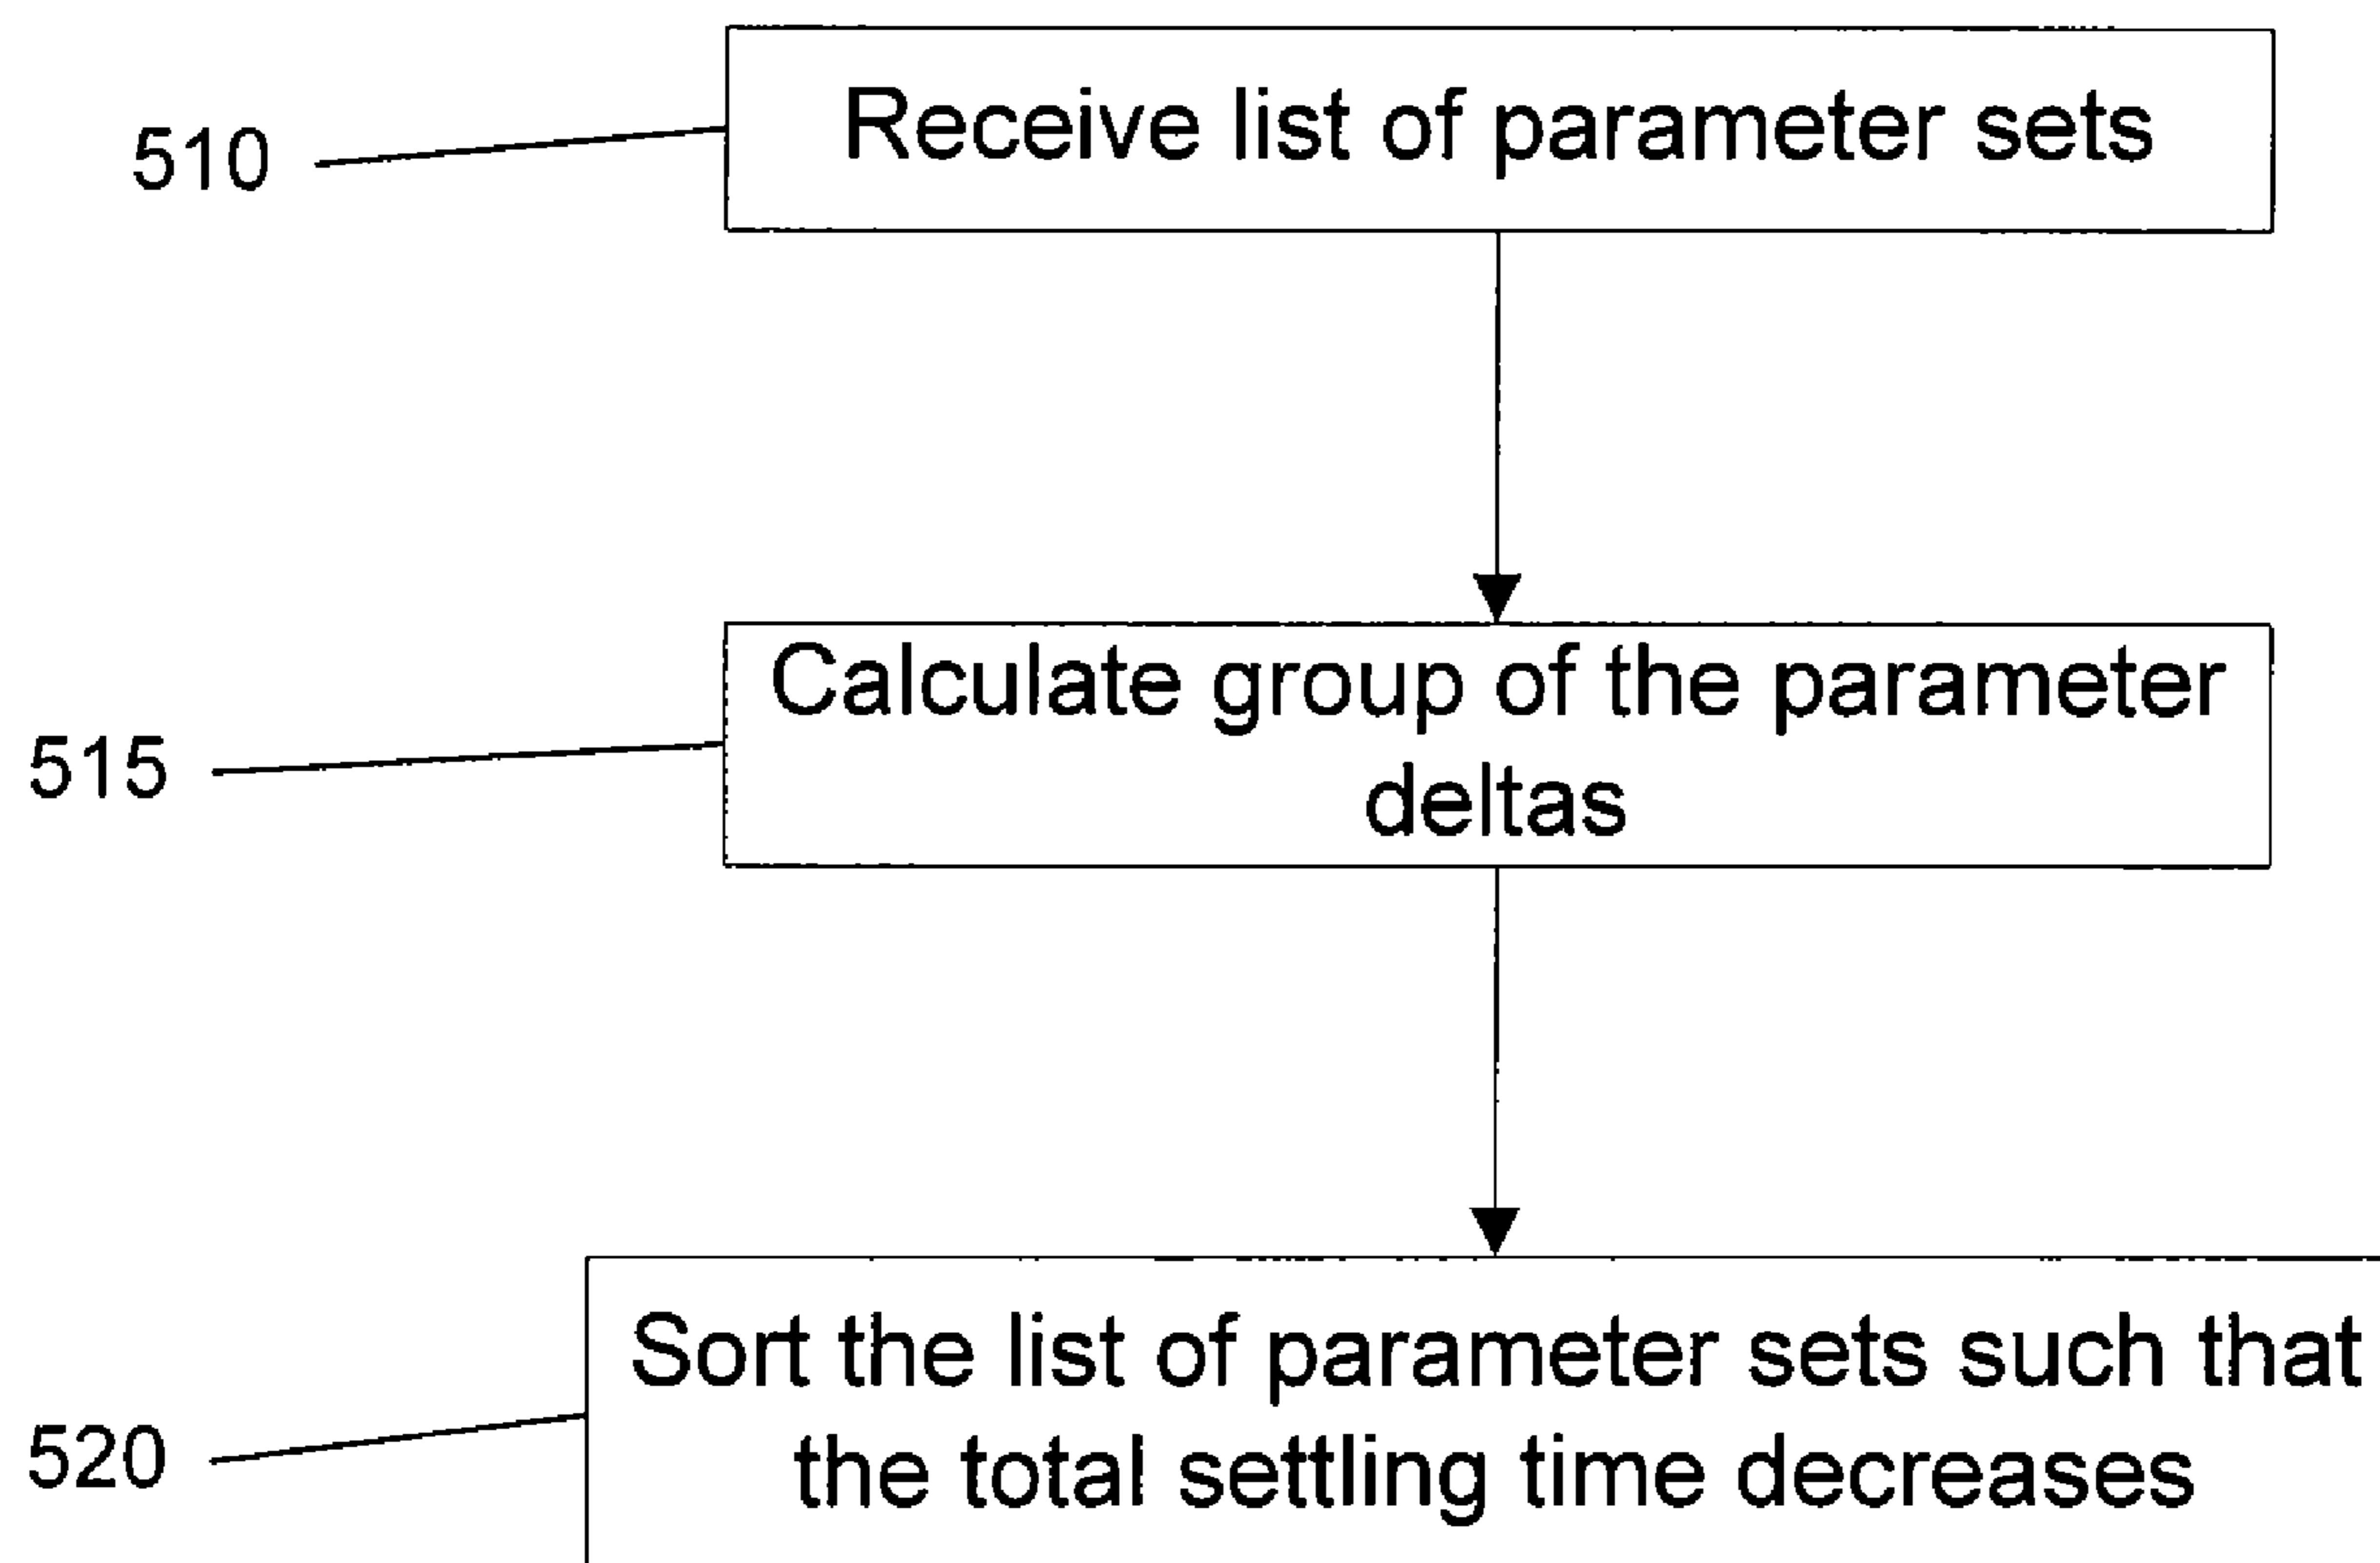 510
Receive list of parameter sets
515
Calculate group of the parameter
deltas
520
Sort the list of parameter sets such that
the total settling time decreases